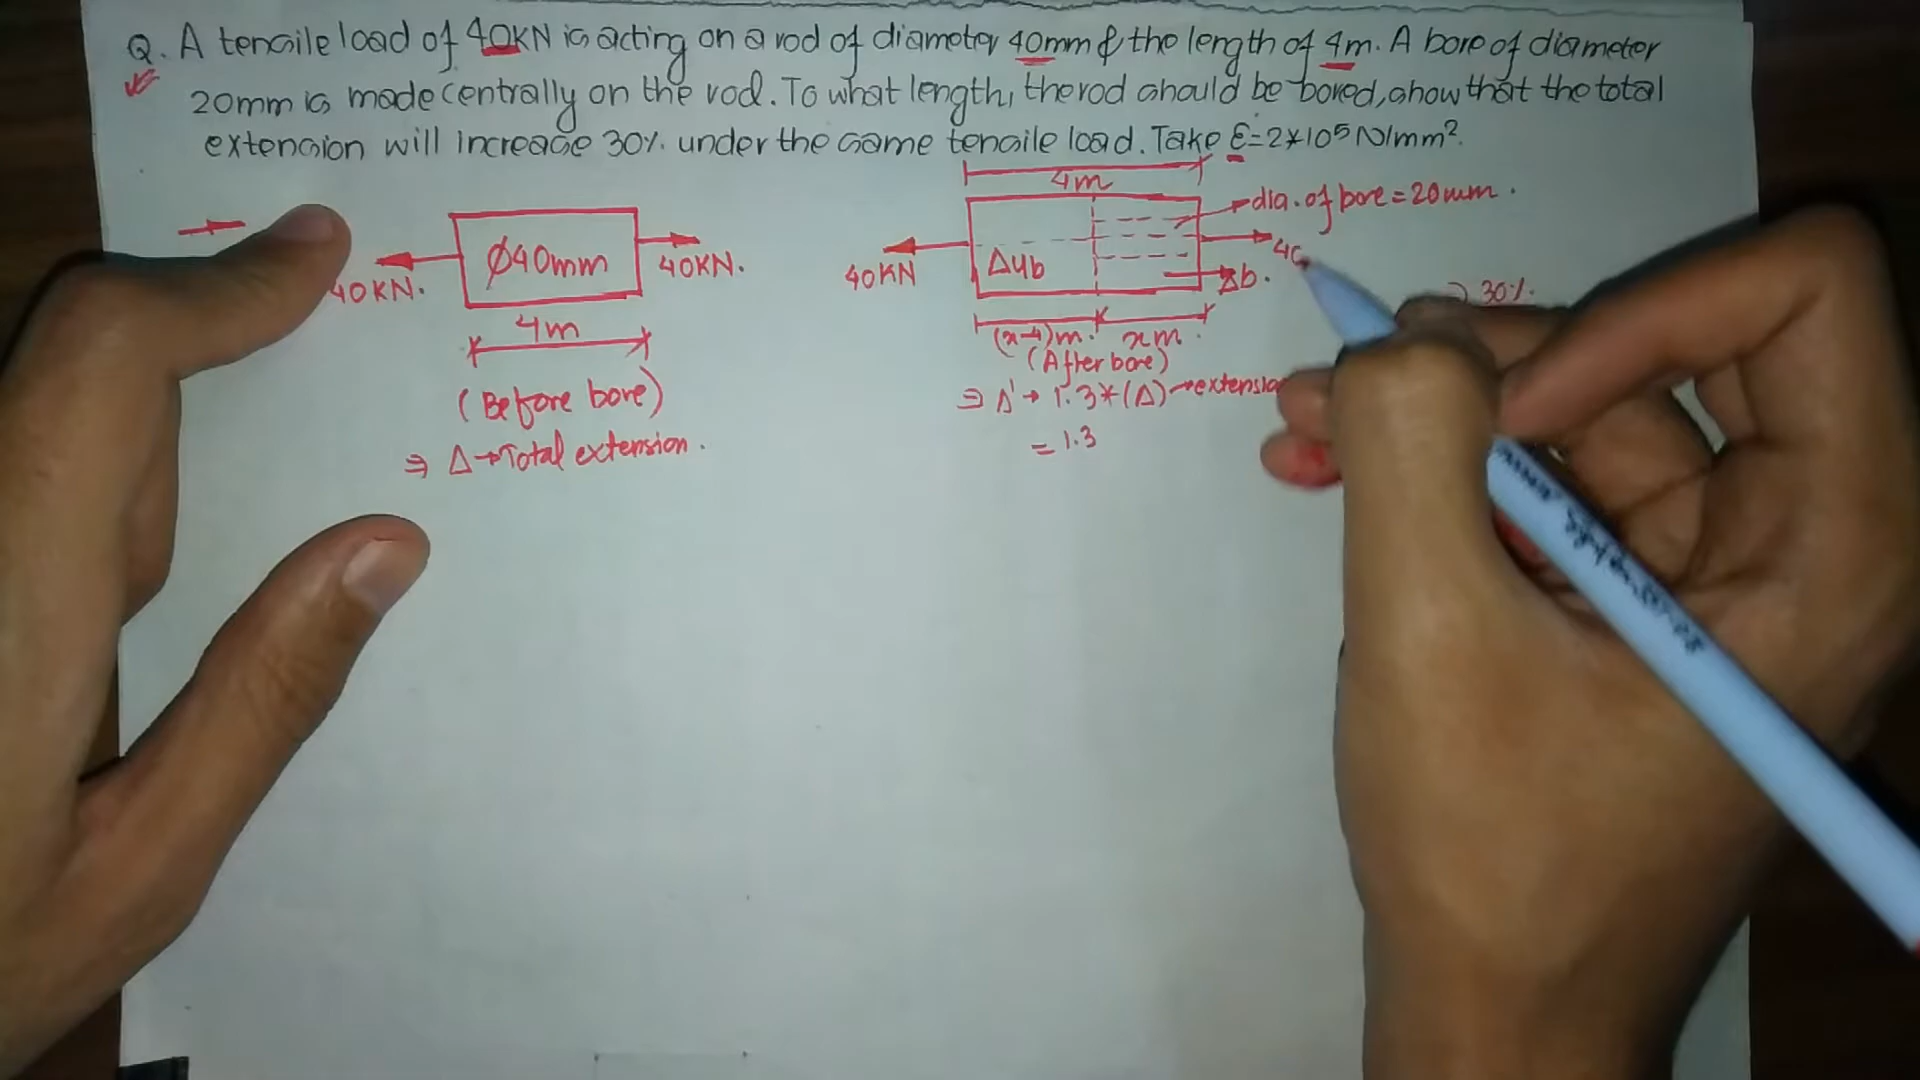 Q. A tensile load of 40KN is acting on a rod of diameter 40mm & the length of 4m. A bore of diameter
20mm is made centrally on the rod. To what length, the rod should be bored, show that the total
extension will increase 30%. under the same tensile load. Take E=2*10⁵N/mm².
4m
dia. of bore=20mm.
Ø40mm
40KN.
40KN.
40KN
Δub
40
Δb.
30%.
4m
(x-4)m.
xm.
(Before bore)
(After bore)
⇒ Δ→Total extension.
⇒ Δ' → 1.3*(Δ)→extension
= 1.3